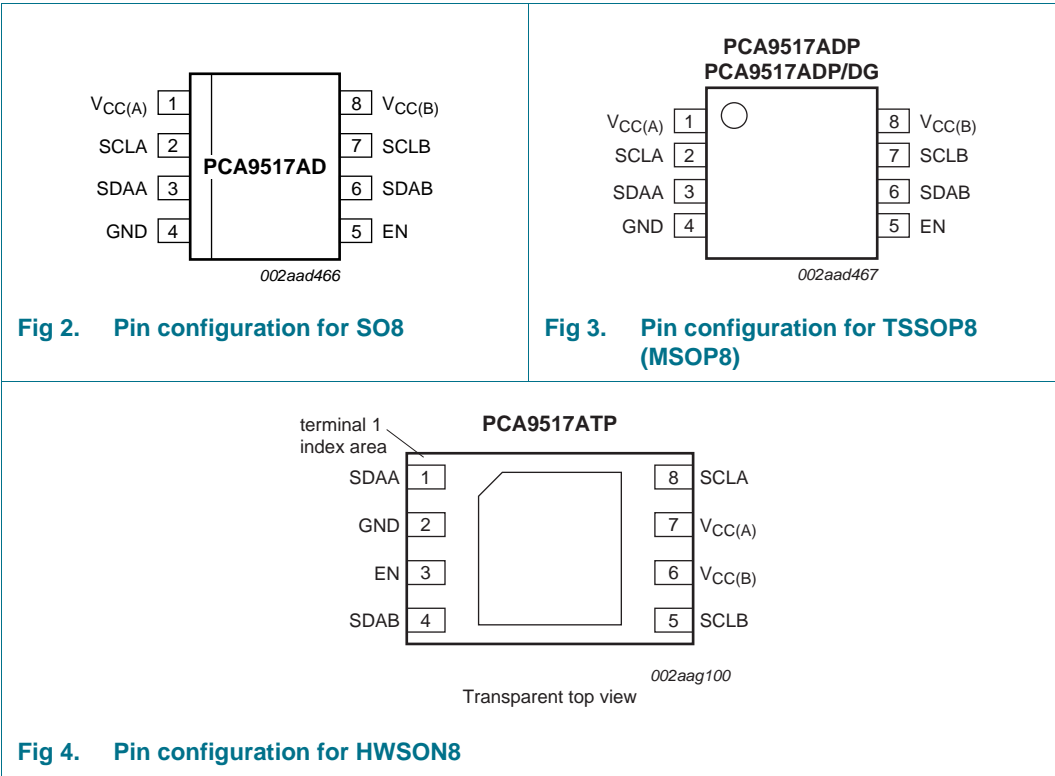 VCC(A) 1
SCLA 2
SDAA 3
GND 4
PCA9517AD
8 VCC(B)
7 SCLB
6 SDAB
5 EN
002aad466
Fig 2. Pin configuration for SO8
PCA9517ADP
PCA9517ADP/DG
VCC(A) 1
SCLA 2
SDAA 3
GND 4
8 VCC(B)
7 SCLB
6 SDAB
5 EN
002aad467
Fig 3. Pin configuration for TSSOP8
(MSOP8)
terminal 1
index area
PCA9517ATP
SDAA 1
GND 2
EN 3
SDAB 4
8 SCLA
7 VCC(A)
6 VCC(B)
5 SCLB
002aag100
Transparent top view
Fig 4. Pin configuration for HWSON8